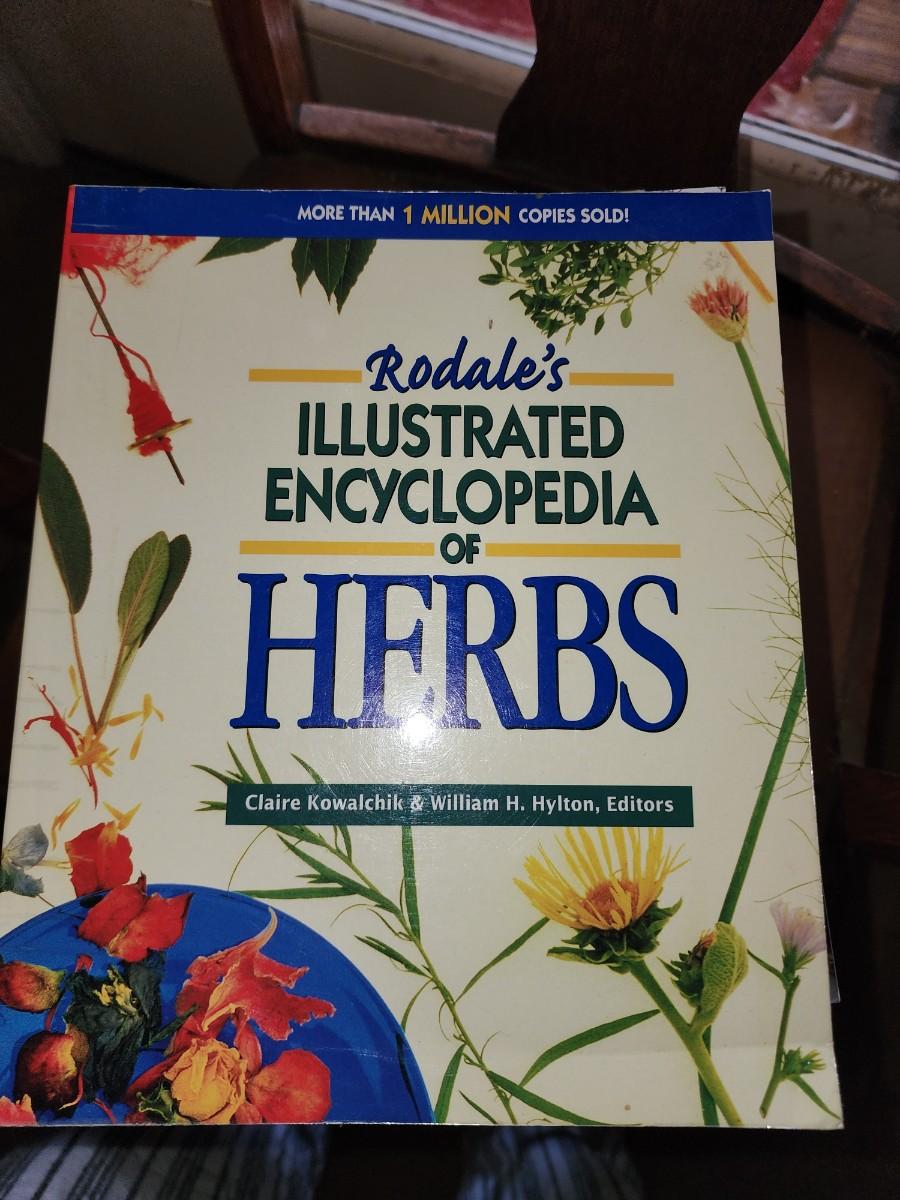 MORE THAN 1 MILLION COPIES SOLD!
Rodale's
ILLUSTRATED
ENCYCLOPEDIA
OF
HERBS
Claire Kowalchik & William H. Hylton, Editors